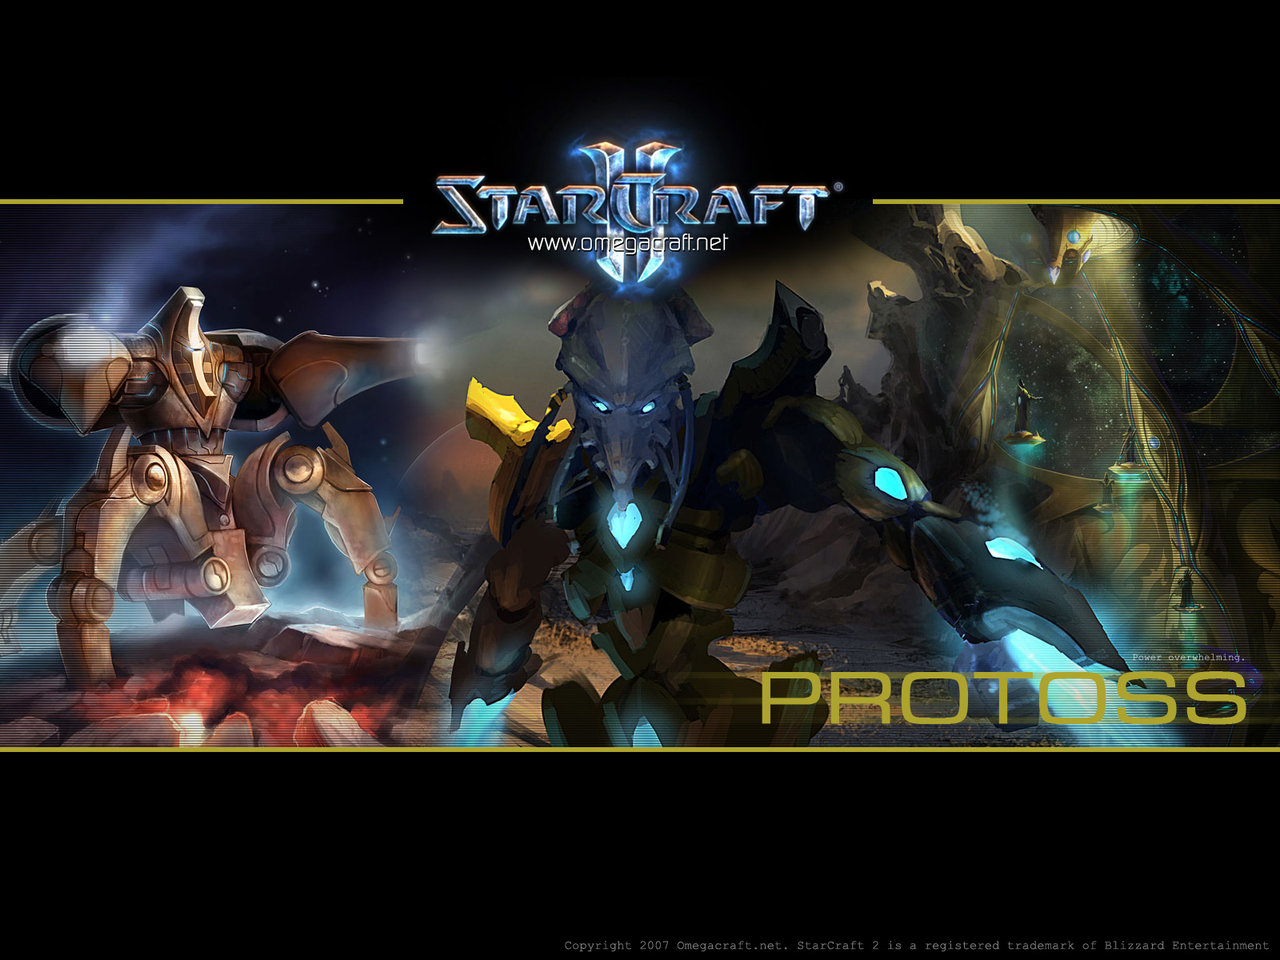 STARCRAFT®
II
www.omegacraft.net
Power overwhelming.
PROTOSS
Copyright 2007 Omegacraft.net. StarCraft 2 is a registered trademark of Blizzard Entertainment